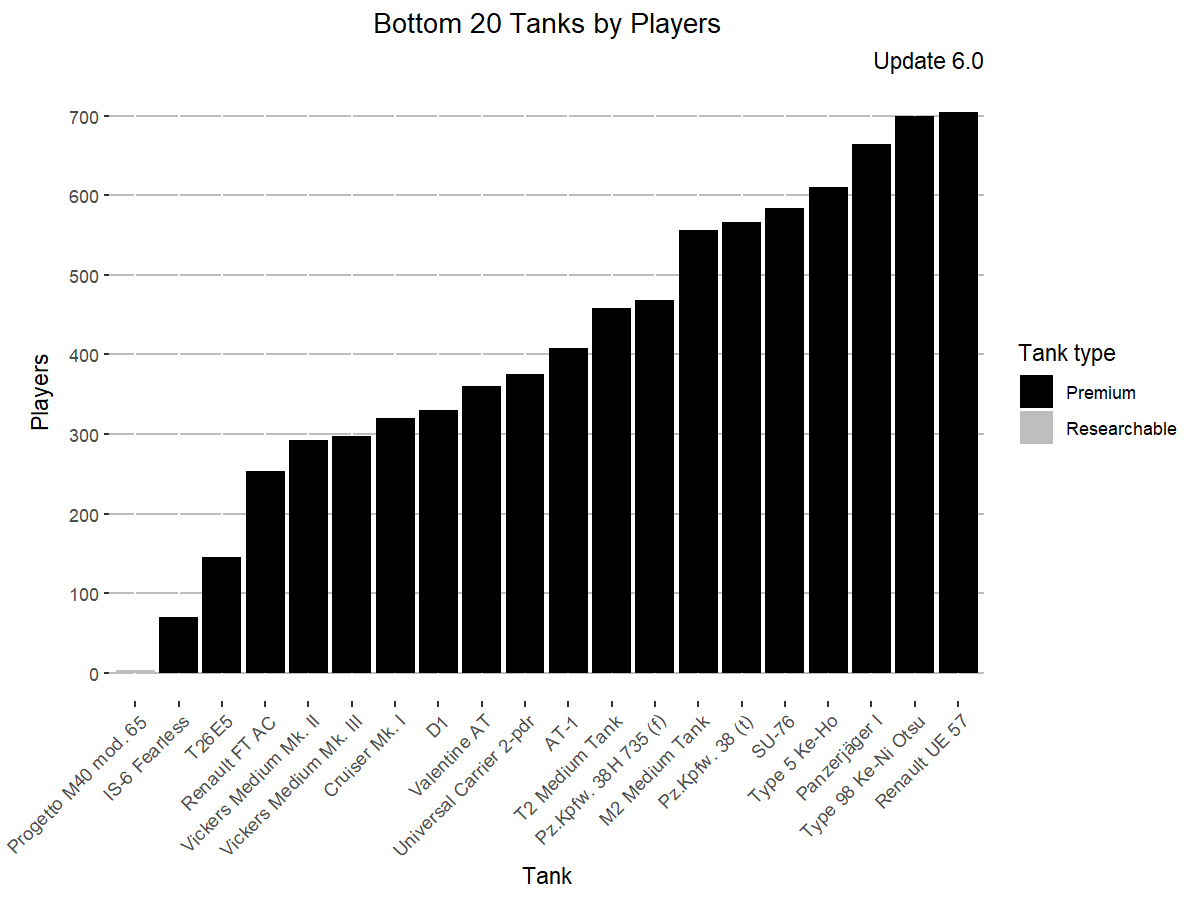 Bottom 20 Tanks by Players
Update 6.0
700
600
500
400
300
200
100
0
Players
Progetto M40 mod. 65
IS-6 Fearless
T26E5
Renault FT AC
Vickers Medium Mk. II
Vickers Medium Mk. III
Cruiser Mk. I
D1
Valentine AT
Universal Carrier 2-pdr
AT-1
T2 Medium Tank
Pz.Kpfw. 38H 735 (f)
M2 Medium Tank
Pz.Kpfw. 38 (t)
SU-76
Type 5 Ke-Ho
Panzerjäger I
Type 98 Ke-Ni Otsu
Renault UE 57
Tank
Tank type
Premium
Researchable